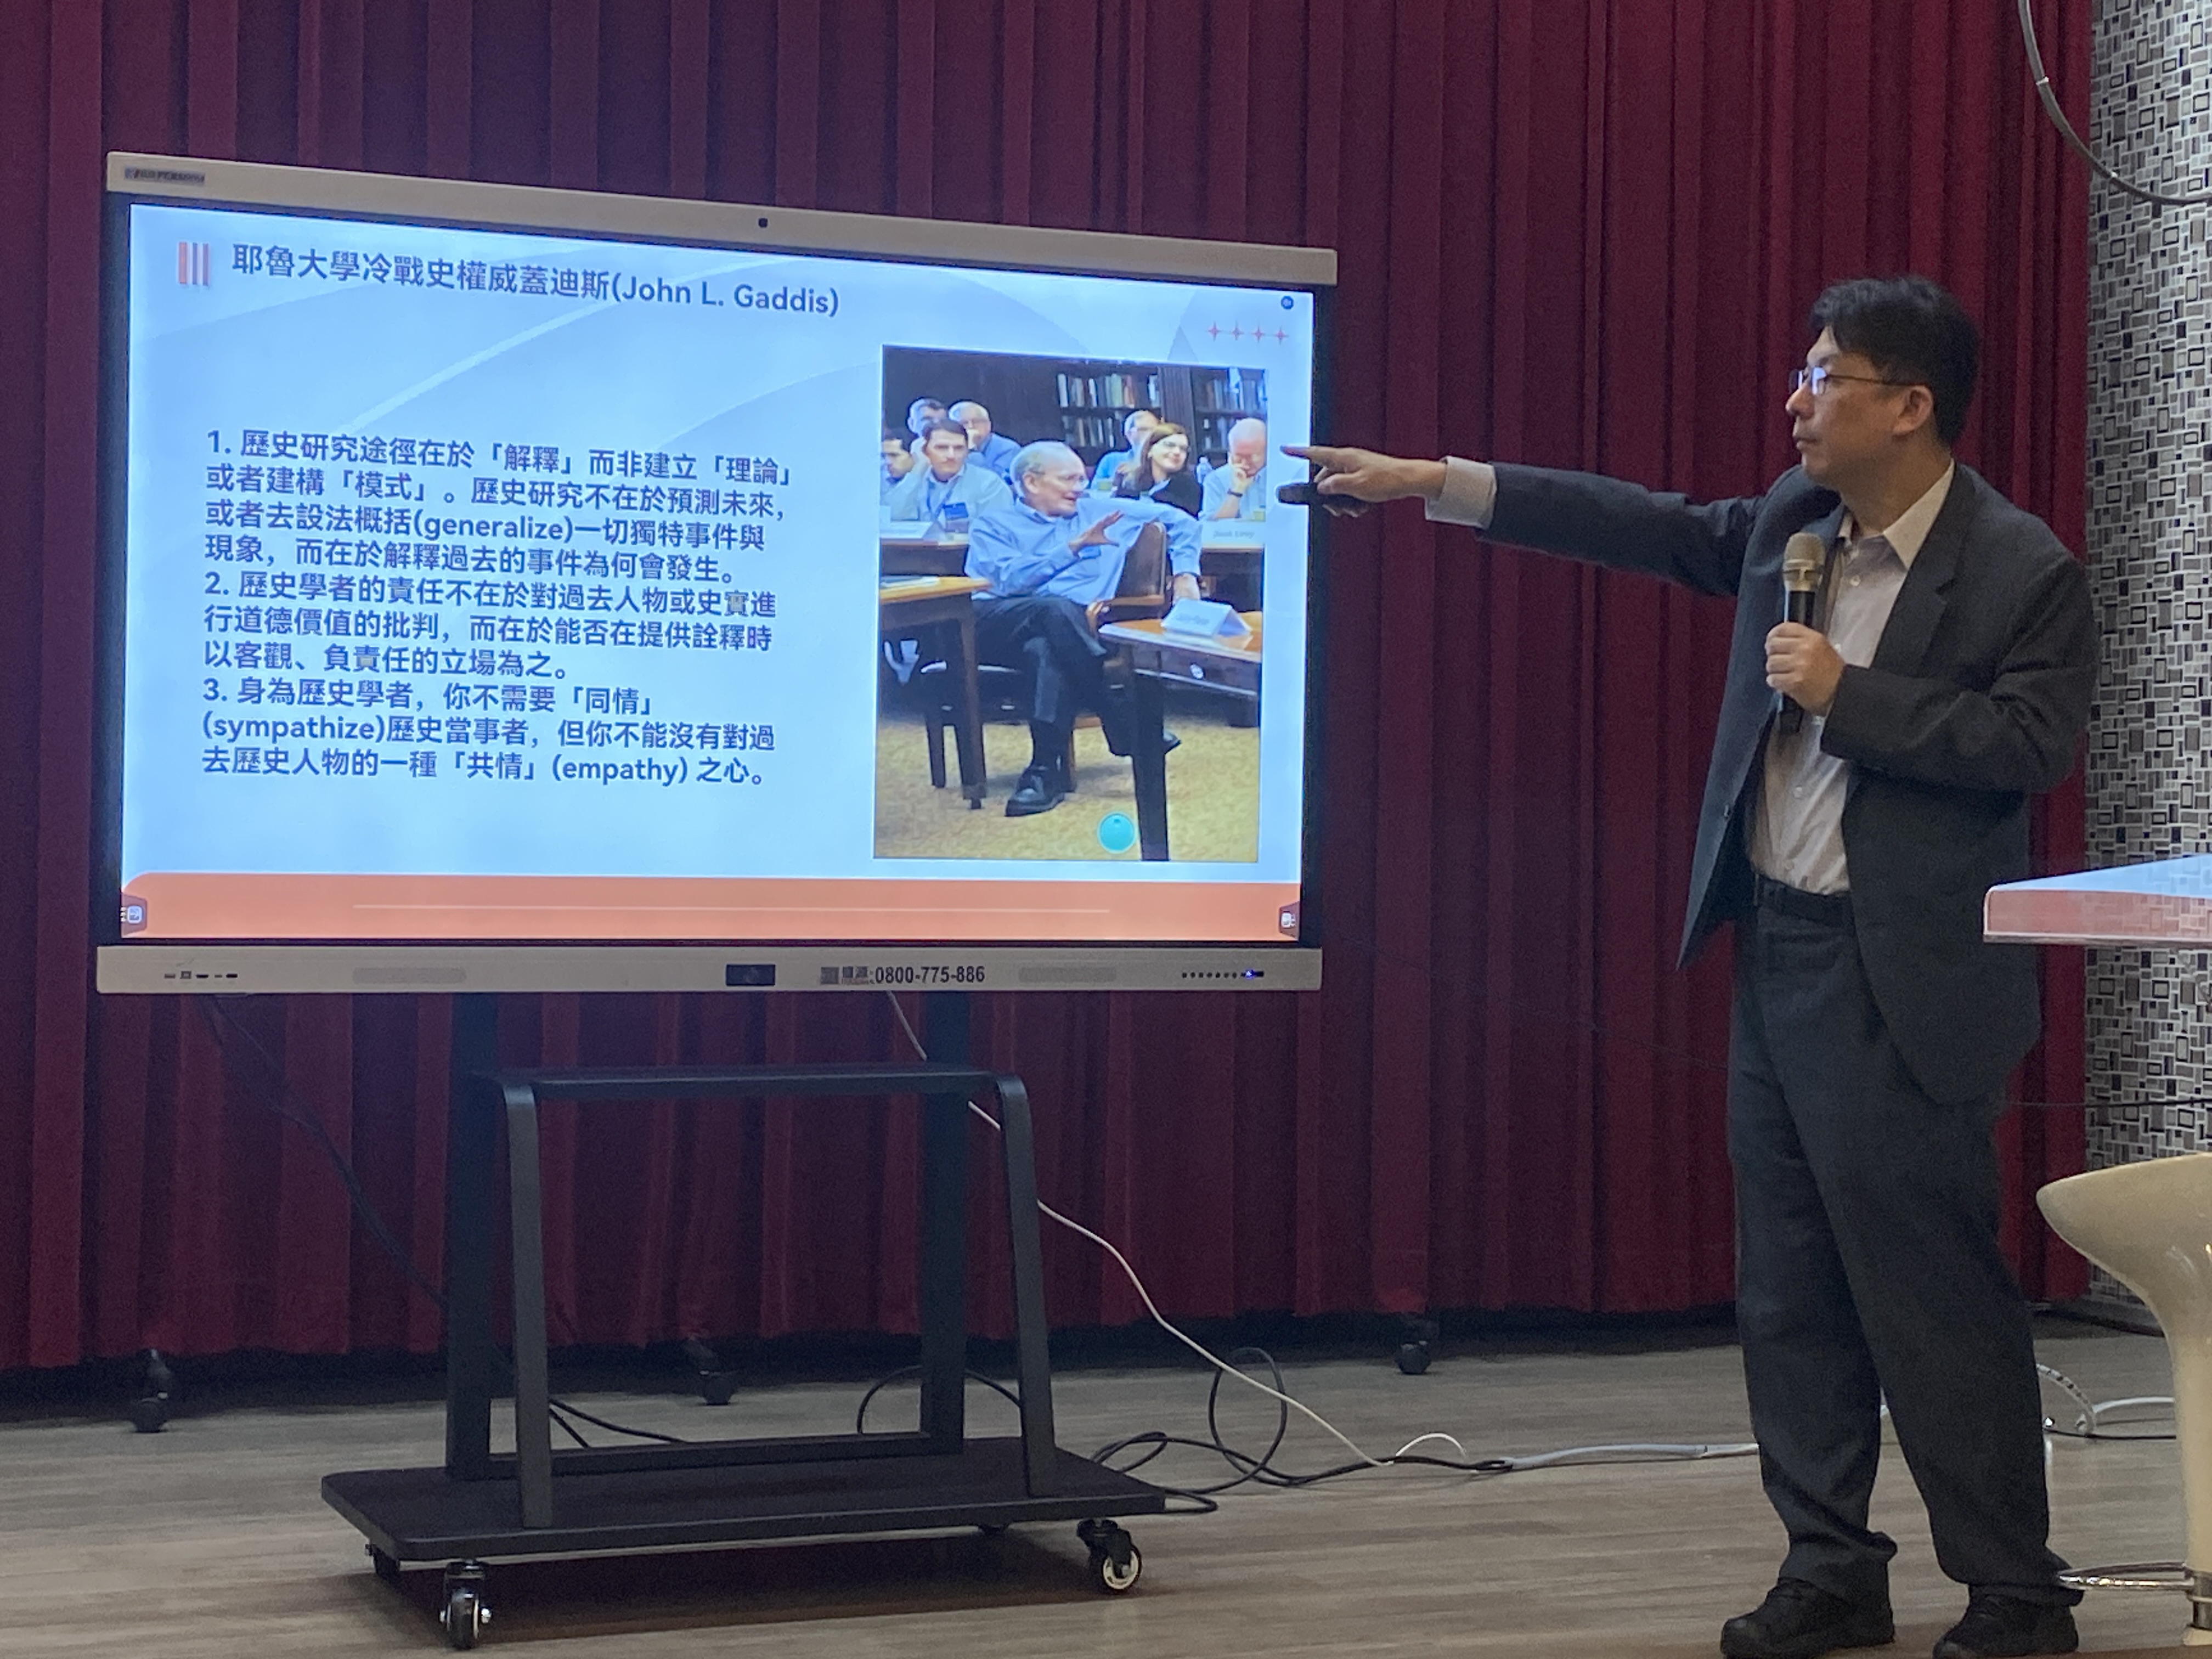 耶魯大學冷戰史權威蓋迪斯(John L. Gaddis)
1. 歷史研究途徑在於「解釋」而非建立「理論」
或者建構「模式」。歷史研究不在於預測未來，
或者去設法概括(generalize)一切獨特事件與
現象，而在於解釋過去的事件為何會發生。
2. 歷史學者的責任不在於對過去人物或史實進
行道德價值的批判，而在於能否在提供詮釋時
以客觀、負責任的立場為之。
3. 身為歷史學者，你不需要「同情」
(sympathize)歷史當事者，但你不能沒有對過
去歷史人物的一種「共情」(empathy) 之心。
0800-775-886